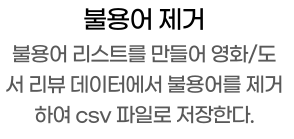 불용어 제거
불용어 리스트를 만들어 영화/도
서 리뷰 데이터에서 불용어를 제거
하여 csv 파일로 저장한다.